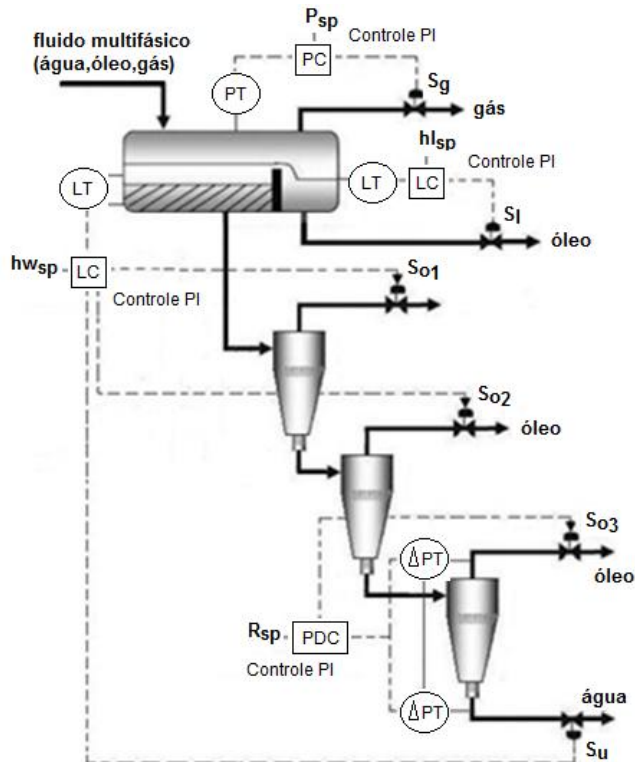 Psp
Controle PI
fluido multifásico
(água,óleo,gás)
PC
Sg
PT
gás
hlsp
Controle PI
LT
LT
LC
Sl
óleo
hwsp
LC
So1
Controle PI
So2
óleo
So3
ΔPT
óleo
Rsp
PDC
Controle PI
ΔPT
água
Su